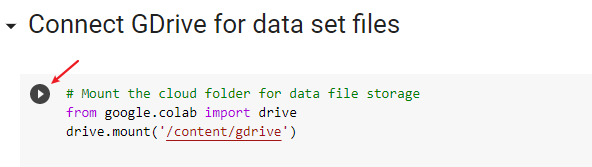 Connect GDrive for data set files
# Mount the cloud folder for data file storage
from google.colab import drive
drive.mount('/content/gdrive')